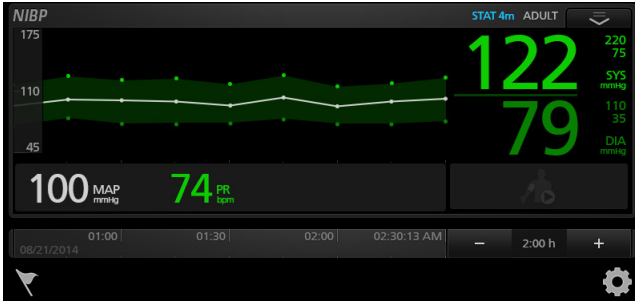 NIBP
STAT 4m ADULT
175
110
45
122
220
75
SYS
mmHg
79
110
35
DIA
mmHg
100 MAP
mmHg
74 PR
bpm
01:00 01:30 02:00 02:30:13 AM
08/21/2014
− 2:00 h +